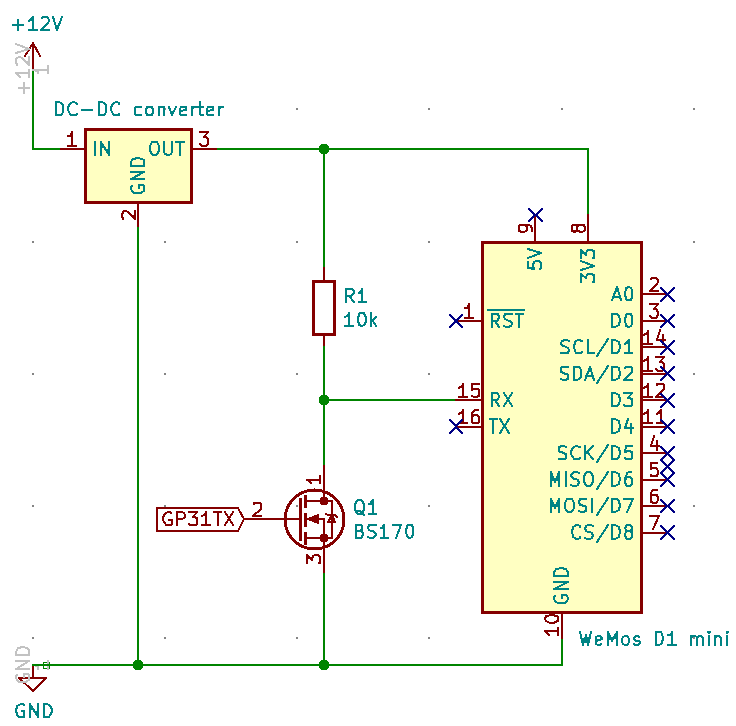 +12V
+12V
1
DC-DC converter
1 IN OUT 3
GND
2
9
5V
8
3V3
R1
10k
1 RST
15 RX
16 TX
A0 2
D0 3
SCL/D1 14
SDA/D2 13
D3 12
D4 11
SCK/D5 4
MISO/D6 5
MOSI/D7 6
CS/D8 7
GND
10
WeMos D1 mini
1
GP31TX 2
Q1
BS170
3
GND
GND